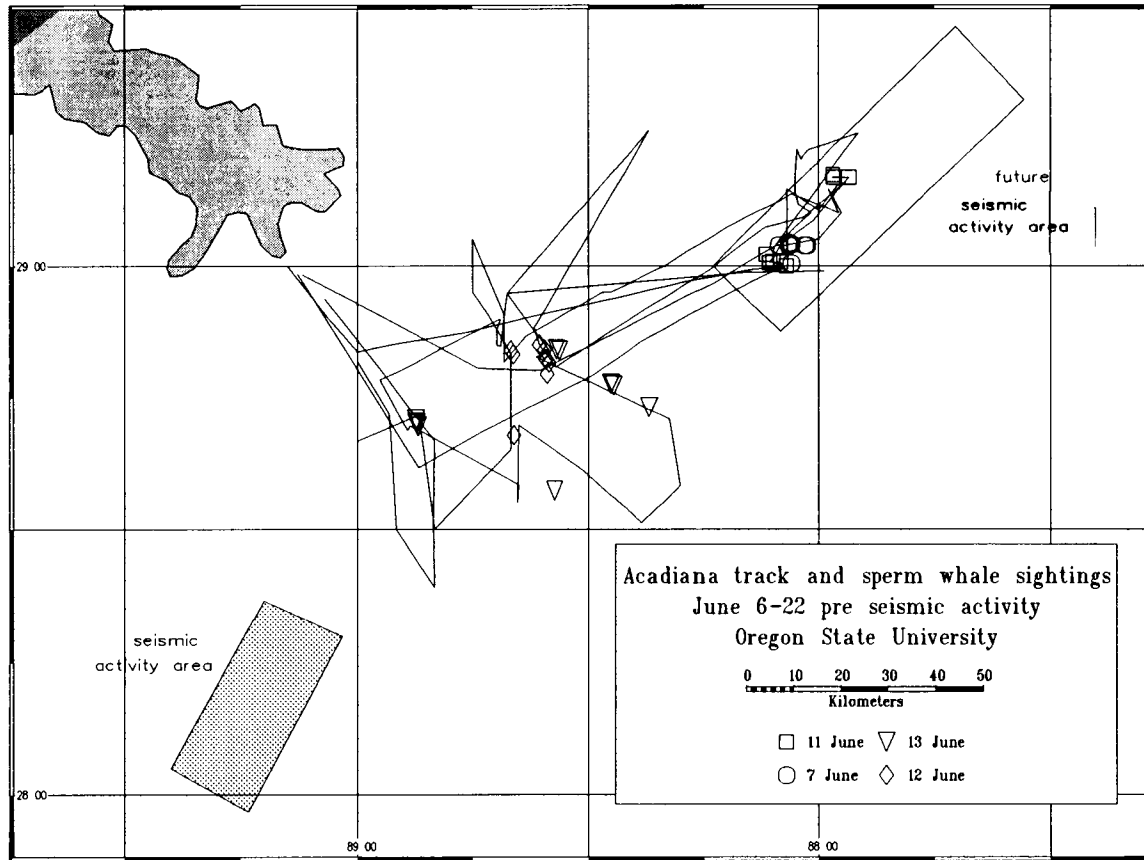 future
seismic
activity area
29 00
seismic
activity area
Acadiana track and sperm whale sightings
June 6-22 pre seismic activity
Oregon State University
0 10 20 30 40 50
Kilometers
11 June 13 June
7 June 12 June
28 00
89 00 88 00